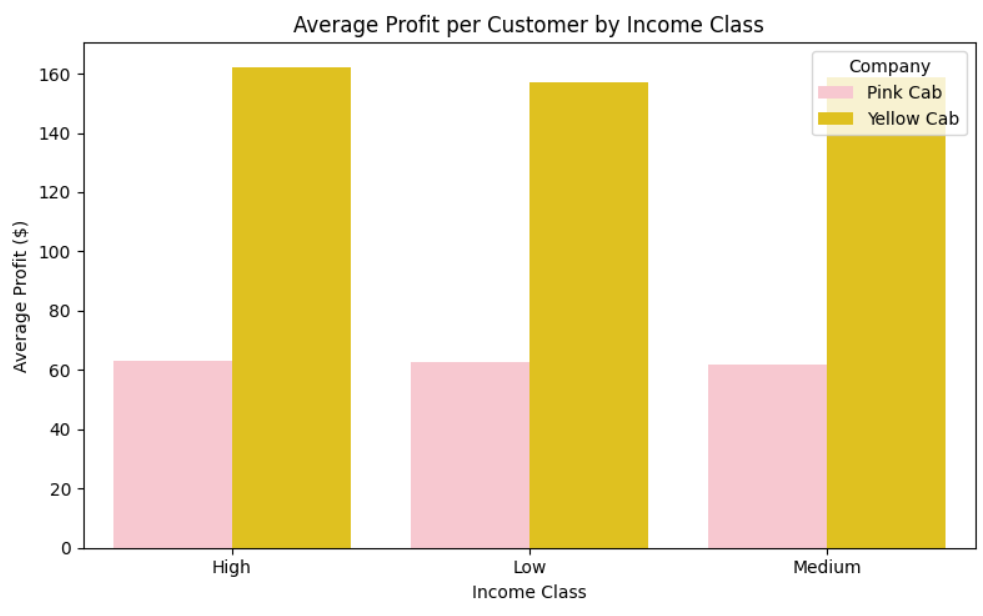 Average Profit per Customer by Income Class
Company
Pink Cab
Yellow Cab
Average Profit ($)
160
140
120
100
80
60
40
20
0
High Low Medium
Income Class